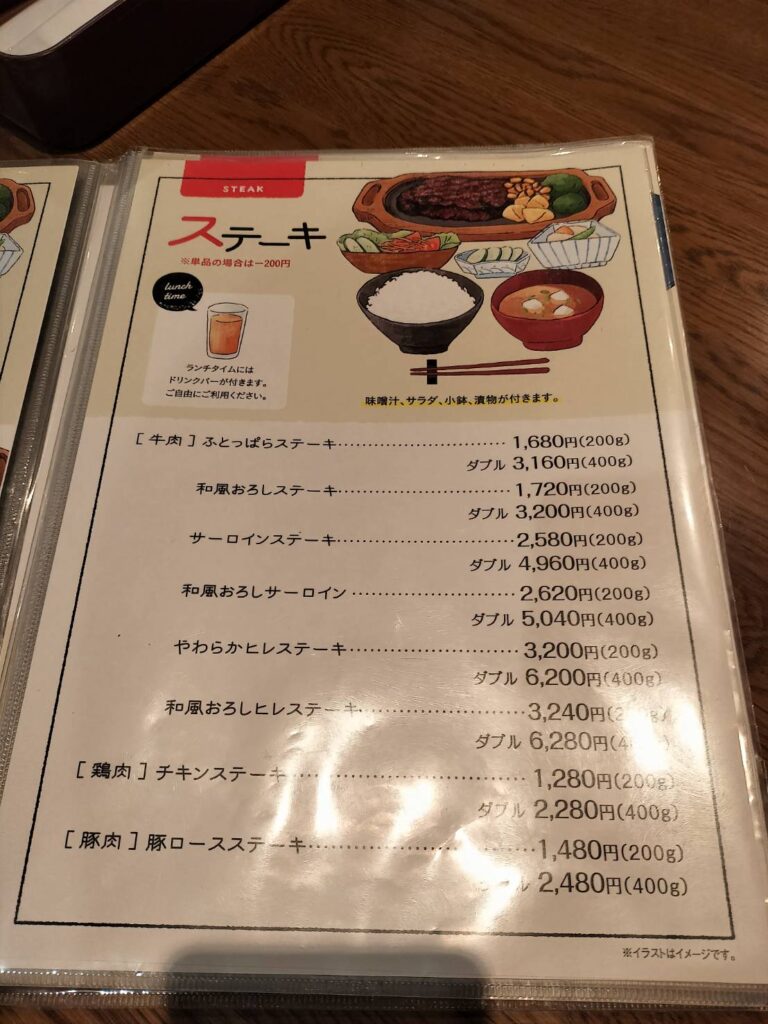 STEAK
ステーキ
※単品の場合は−200円
lunch
time
ランチタイムには
ドリンクバーが付きます。
ご自由にご利用ください。
味噌汁、サラダ、小鉢、漬物が付きます。
［牛肉］ふとっぱらステーキ 1,680円(200g)
ダブル 3,160円(400g)
和風おろしステーキ 1,720円(200g)
ダブル 3,200円(400g)
サーロインステーキ 2,580円(200g)
ダブル 4,960円(400g)
和風おろしサーロイン 2,620円(200g)
ダブル 5,040円(400g)
やわらかヒレステーキ 3,200円(200g)
ダブル 6,200円(400g)
和風おろしヒレステーキ 3,240円(200g)
ダブル 6,280円
［鶏肉］チキンステーキ 1,280円(200g)
ダブル 2,280円(400g)
［豚肉］豚ロースステーキ 1,480円(200g)
ダブル 2,480円(400g)
※イラストはイメージです。